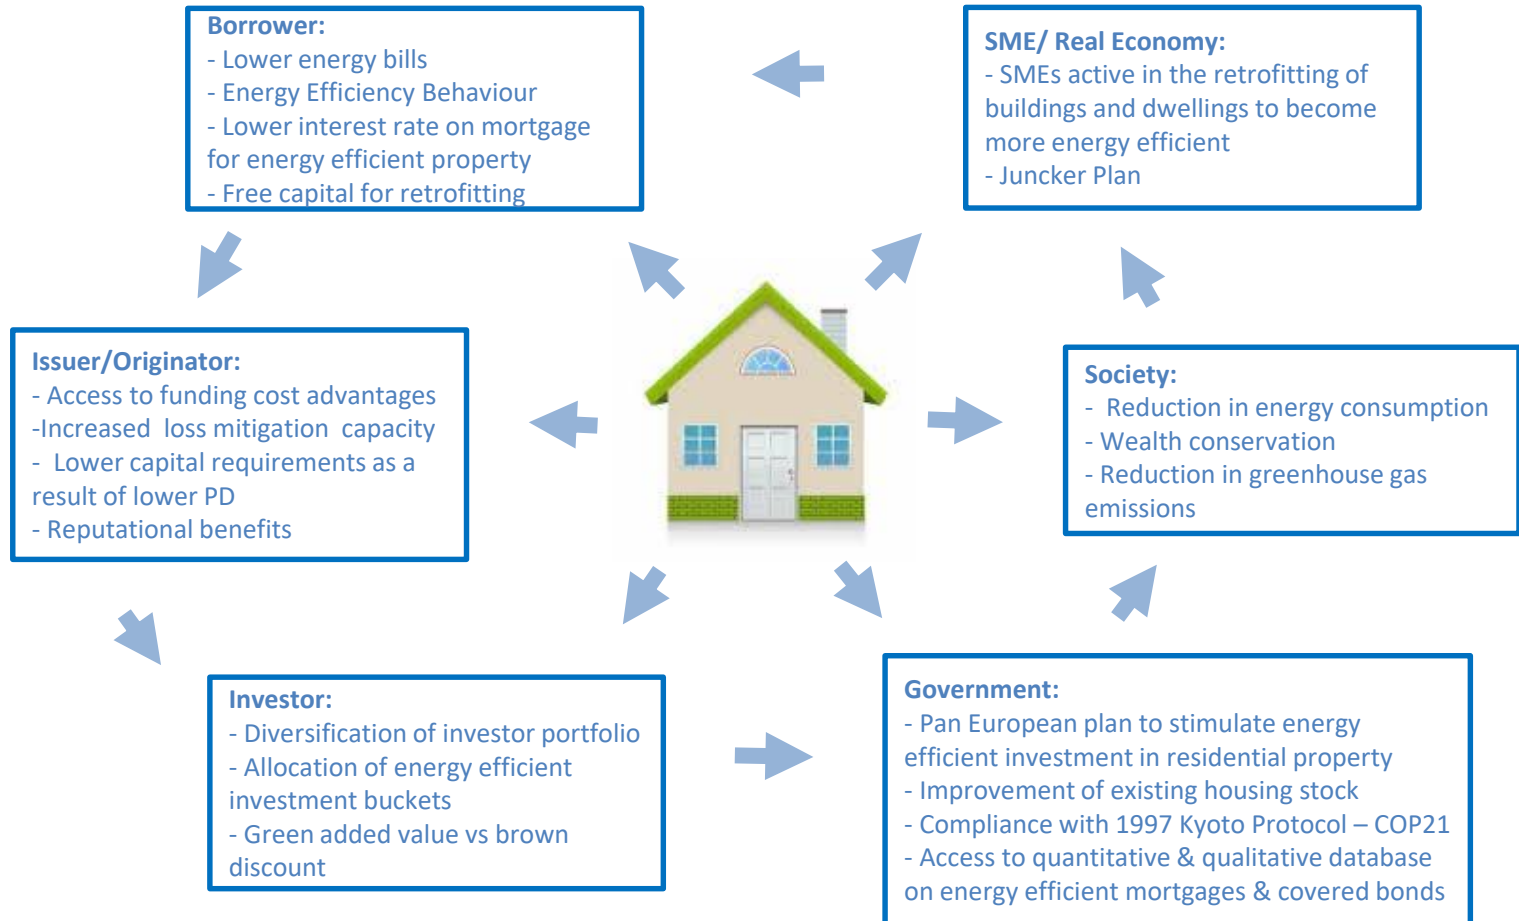 Borrower:
- Lower energy bills
- Energy Efficiency Behaviour
- Lower interest rate on mortgage
for energy efficient property
- Free capital for retrofitting
SME/ Real Economy:
- SMEs active in the retrofitting of
buildings and dwellings to become
more energy efficient
- Juncker Plan
Issuer/Originator:
- Access to funding cost advantages
-Increased loss mitigation capacity
- Lower capital requirements as a
result of lower PD
- Reputational benefits
Society:
- Reduction in energy consumption
- Wealth conservation
- Reduction in greenhouse gas
emissions
Investor:
- Diversification of investor portfolio
- Allocation of energy efficient
investment buckets
- Green added value vs brown
discount
Government:
- Pan European plan to stimulate energy
efficient investment in residential property
- Improvement of existing housing stock
- Compliance with 1997 Kyoto Protocol – COP21
- Access to quantitative & qualitative database
on energy efficient mortgages & covered bonds